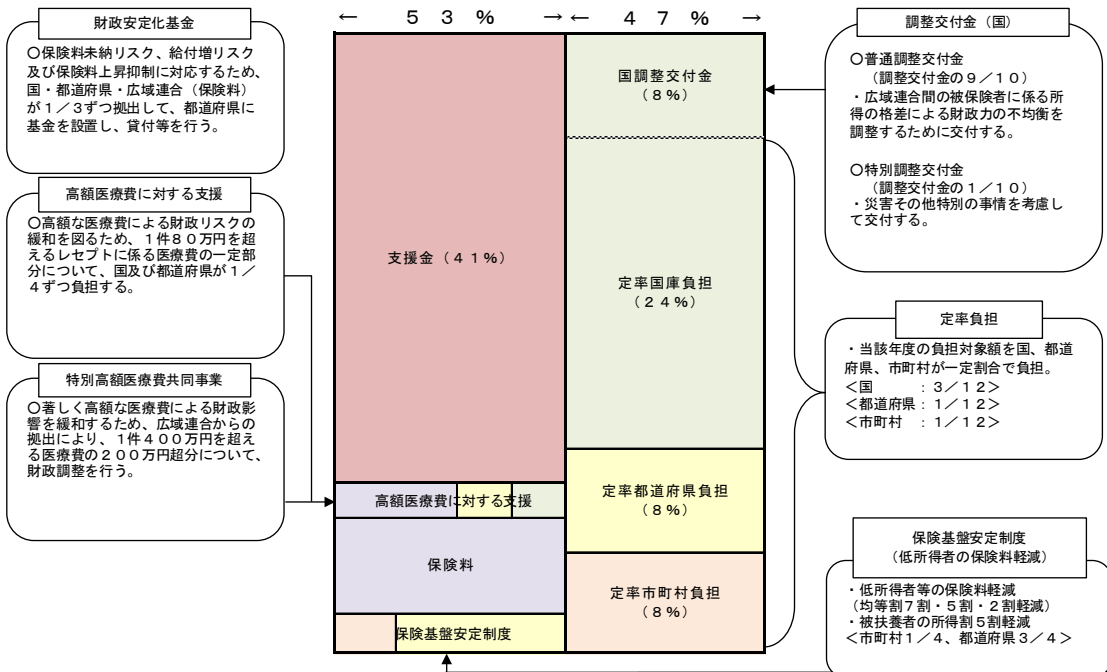 ← ５３％ →
← ４７％ →
財政安定化基金
○保険料未納リスク、給付増リスク
及び保険料上昇抑制に対応するため、
国・都道府県・広域連合（保険料）
が１／３ずつ拠出して、都道府県に
基金を設置し、貸付等を行う。
高額医療費に対する支援
○高額な医療費による財政リスクの
緩和を図るため、１件８０万円を超
えるレセプトに係る医療費の一定部
分について、国及び都道府県が１／
４ずつ負担する。
特別高額医療費共同事業
○著しく高額な医療費による財政影
響を緩和するため、広域連合からの
拠出により、１件４００万円を超え
る医療費の２００万円超分について、
財政調整を行う。
支援金（４１％）
高額医療費に対する支援
保険料
保険基盤安定制度
国調整交付金
（８％）
定率国庫負担
（２４％）
定率都道府県負担
（８％）
定率市町村負担
（８％）
調整交付金（国）
○普通調整交付金
（調整交付金の９／１０）
・広域連合間の被保険者に係る所
得の格差による財政力の不均衡を
調整するために交付する。
○特別調整交付金
（調整交付金の１／１０）
・災害その他特別の事情を考慮し
て交付する。
定率負担
・当該年度の負担対象額を国、都道
府県、市町村が一定割合で負担。
＜国　　　：３／１２＞
＜都道府県：１／１２＞
＜市町村　：１／１２＞
保険基盤安定制度
（低所得者の保険料軽減）
・低所得者等の保険料軽減
（均等割７割・５割・２割軽減）
・被扶養者の所得割５割軽減
＜市町村１／４、都道府県３／４＞